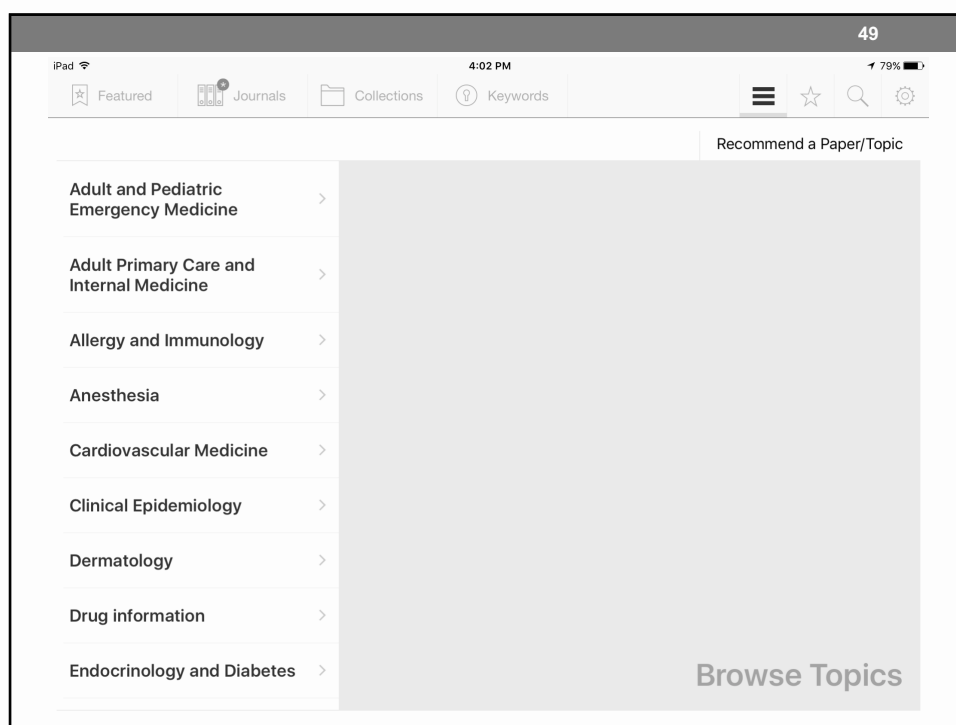 49
iPad 4:02 PM 79%
Featured Journals Collections Keywords
Recommend a Paper/Topic
Adult and Pediatric
Emergency Medicine
Adult Primary Care and
Internal Medicine
Allergy and Immunology
Anesthesia
Cardiovascular Medicine
Clinical Epidemiology
Dermatology
Drug information
Endocrinology and Diabetes
Browse Topics